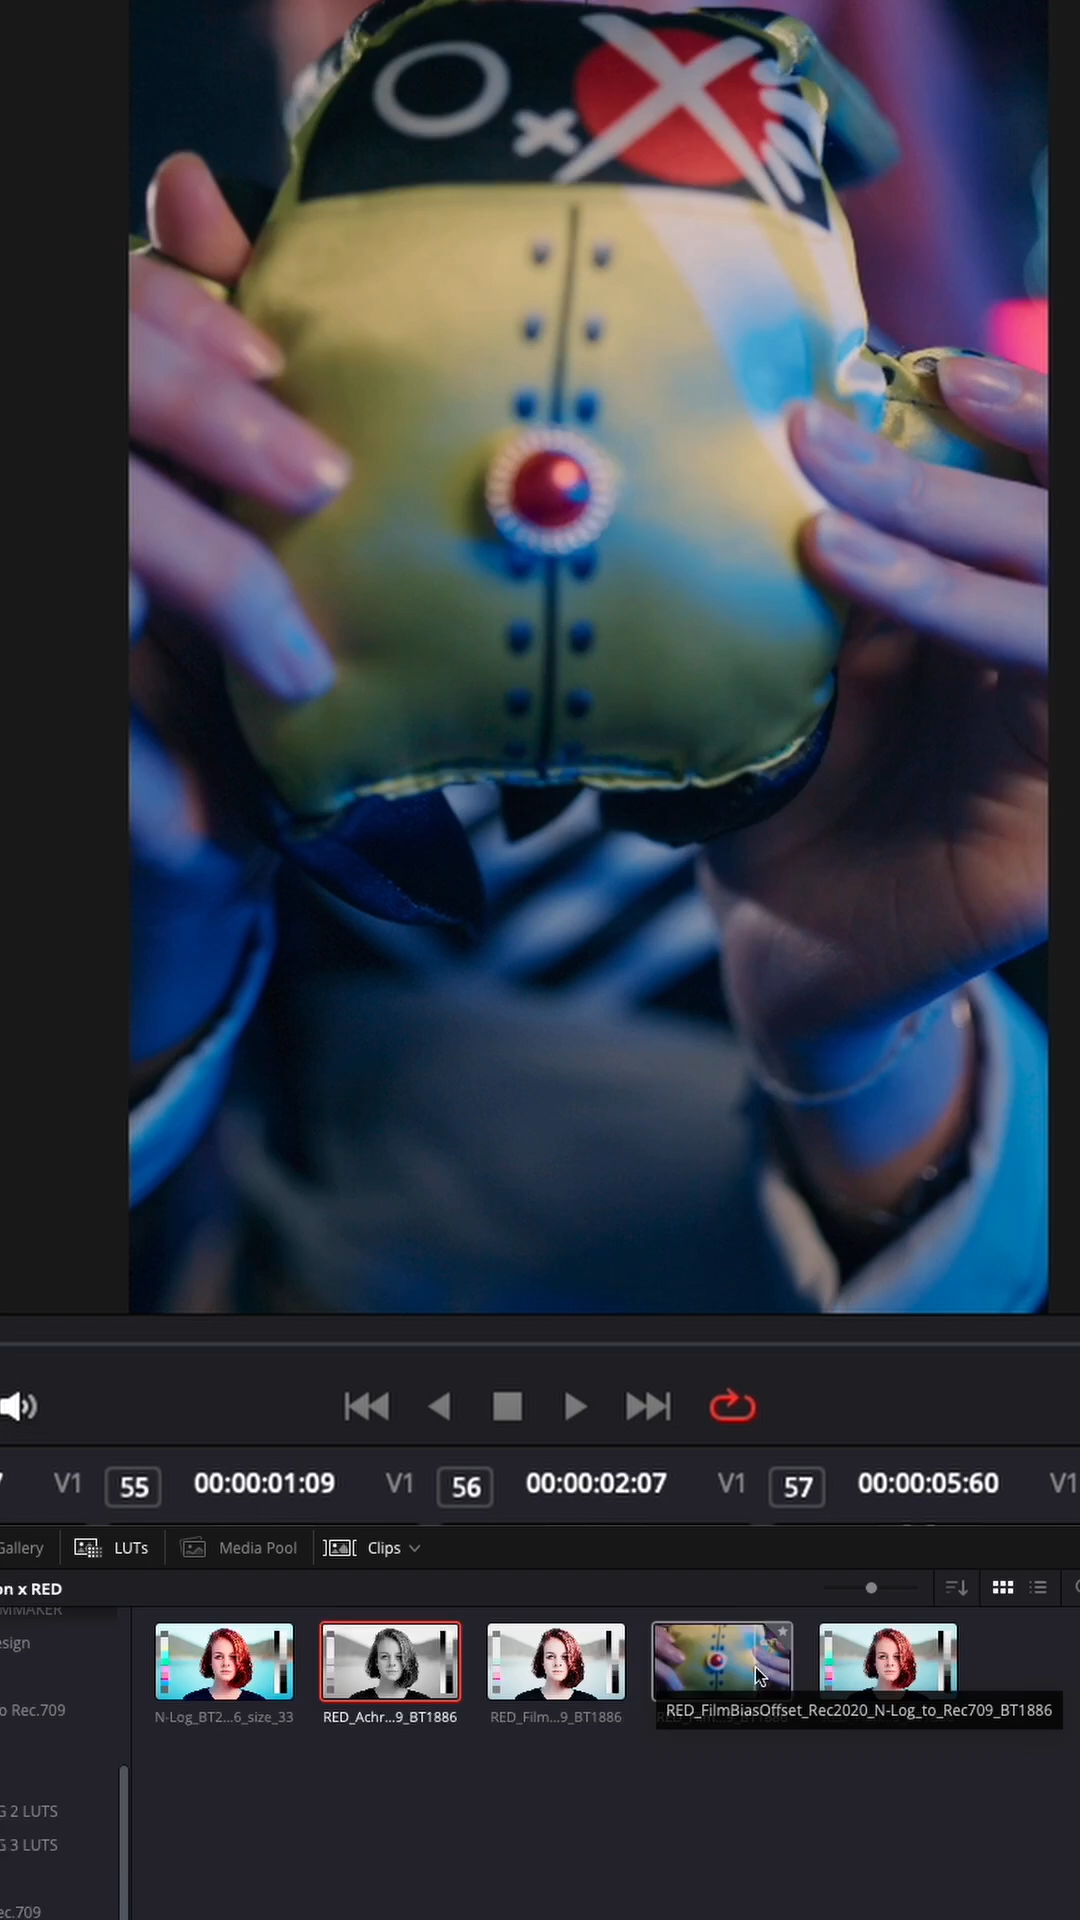 O x X
V1 55 00:00:01:09 V1 56 00:00:02:07 V1 57 00:00:05:60 V1
Gallery LUTs Media Pool Clips
on x RED
MMAKER
esign
o Rec.709
G 2 LUTS
G 3 LUTS
ec.709
N-Log_BT2...6_size_33
RED_Achr...9_BT1886
RED_Film...9_BT1886
RED_FilmBiasOffset_Rec2020_N-Log_to_Rec709_BT1886